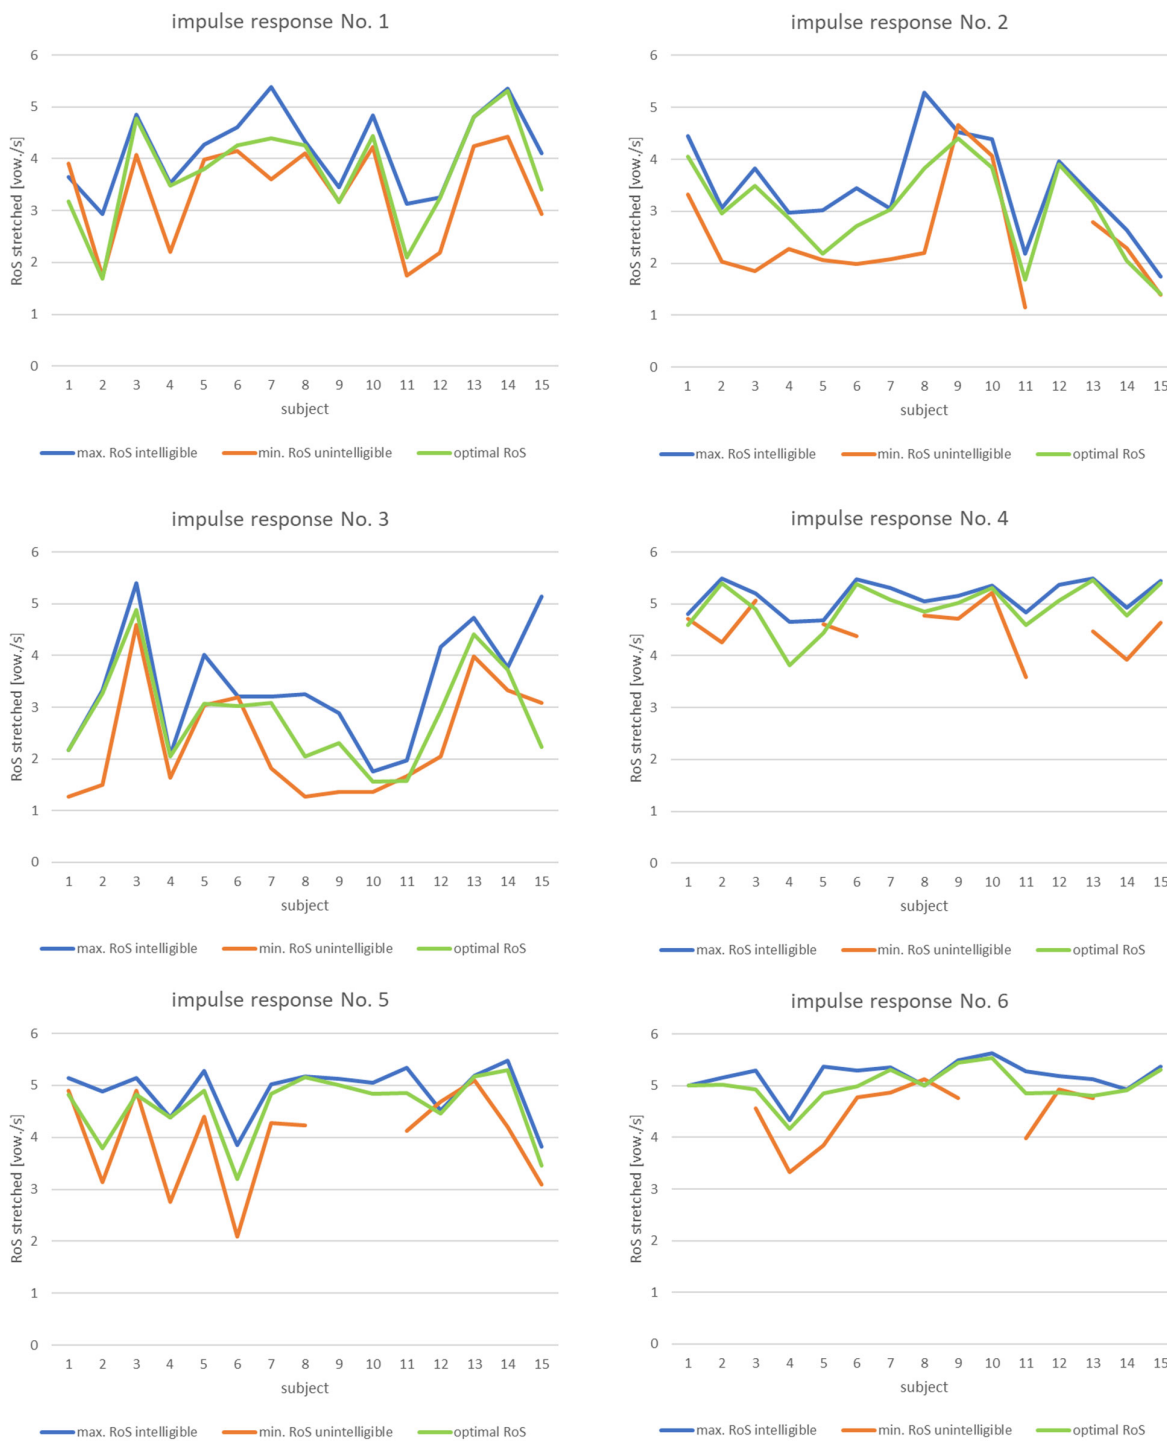 impulse response No. 1
6
5
4
3
2
1
0
RoS stretched [vow./s]
1 2 3 4 5 6 7 8 9 10 11 12 13 14 15
subject
max. RoS intelligible min. RoS unintelligible optimal RoS
impulse response No. 2
6
5
4
3
2
1
0
RoS stretched [vow./s]
1 2 3 4 5 6 7 8 9 10 11 12 13 14 15
subject
max. RoS intelligible min. RoS unintelligible optimal RoS
impulse response No. 3
6
5
4
3
2
1
0
RoS stretched [vow./s]
1 2 3 4 5 6 7 8 9 10 11 12 13 14 15
subject
max. RoS intelligible min. RoS unintelligible optimal RoS
impulse response No. 4
6
5
4
3
2
1
0
RoS stretched [vow./s]
1 2 3 4 5 6 7 8 9 10 11 12 13 14 15
subject
max. RoS intelligible min. RoS unintelligible optimal RoS
impulse response No. 5
6
5
4
3
2
1
0
RoS stretched [vow./s]
1 2 3 4 5 6 7 8 9 10 11 12 13 14 15
subject
max. RoS intelligible min. RoS unintelligible optimal RoS
impulse response No. 6
6
5
4
3
2
1
0
RoS stretched [vow./s]
1 2 3 4 5 6 7 8 9 10 11 12 13 14 15
subject
max. RoS intelligible min. RoS unintelligible optimal RoS